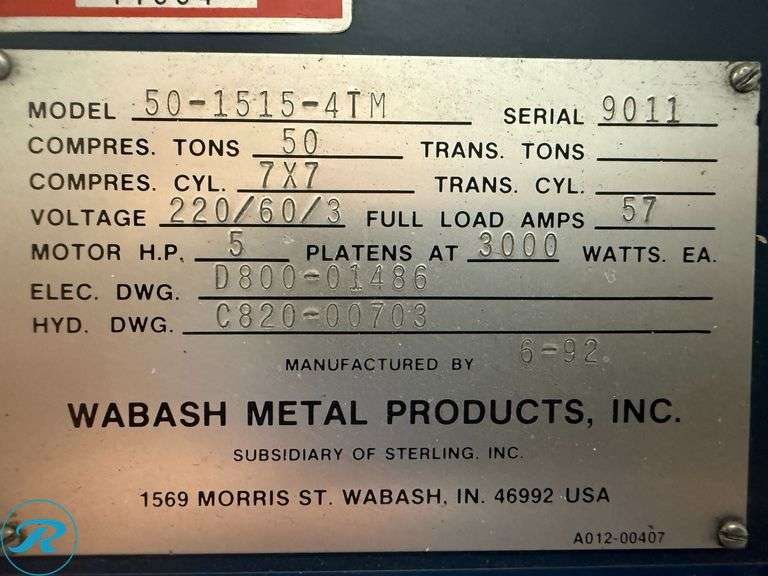 MODEL 50-1515-4TM SERIAL 9011
COMPRES. TONS 50 TRANS. TONS
COMPRES. CYL. 7X7 TRANS. CYL.
VOLTAGE 220/60/3 FULL LOAD AMPS 57
MOTOR H.P. 5 PLATENS AT 3000 WATTS. EA.
ELEC. DWG. D800-01486
HYD. DWG. C820-00703
MANUFACTURED BY 6-92
WABASH METAL PRODUCTS, INC.
SUBSIDIARY OF STERLING. INC.
1569 MORRIS ST. WABASH, IN. 46992 USA
A012-00407
R